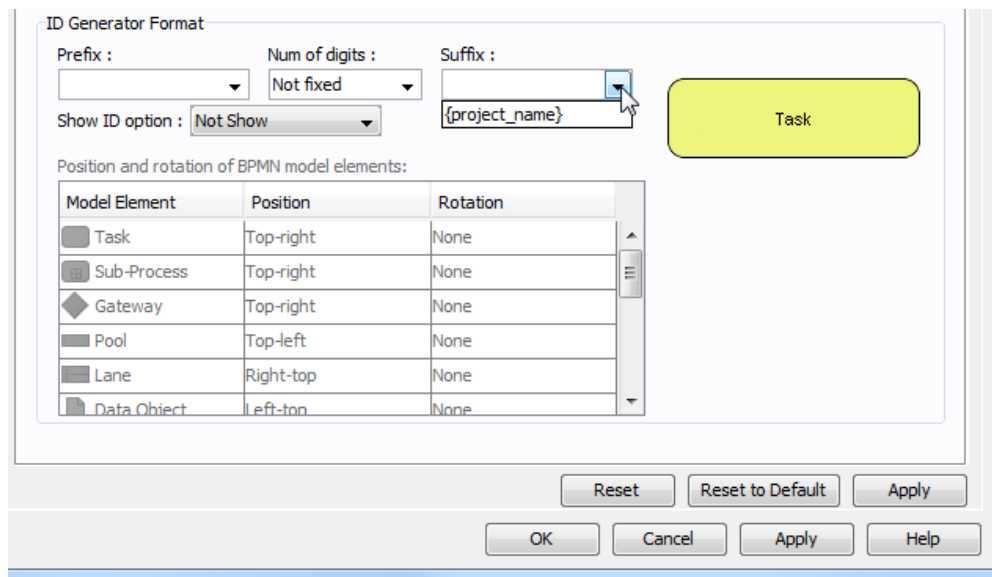 ID Generator Format
Prefix : Num of digits : Suffix :
Not fixed
{project_name}
Show ID option : Not Show
Task
Position and rotation of BPMN model elements:
Model Element Position Rotation
Task Top-right None
Sub-Process Top-right None
Gateway Top-right None
Pool Top-left None
Lane Right-top None
Data Object Left-top None
Reset Reset to Default Apply
OK Cancel Apply Help